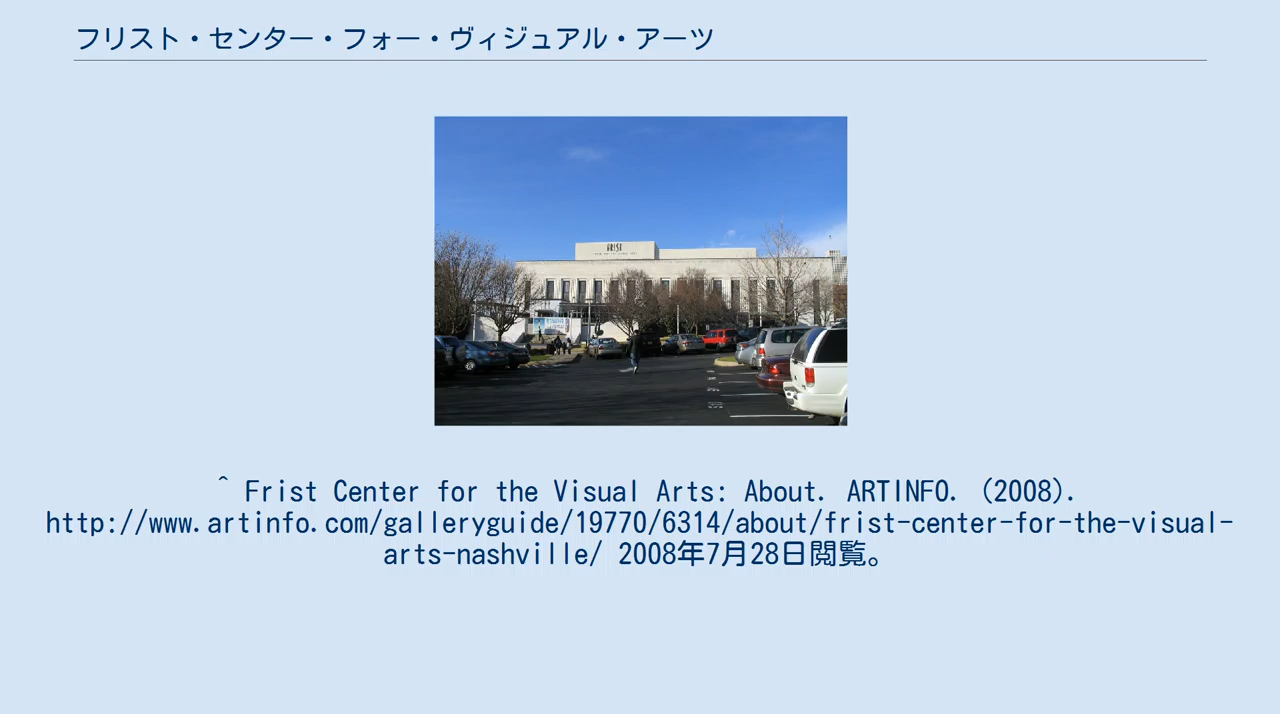 フリスト・センター・フォー・ヴィジュアル・アーツ
FRIST
^ Frist Center for the Visual Arts: About. ARTINFO. (2008).
http://www.artinfo.com/galleryguide/19770/6314/about/frist-center-for-the-visual-
arts-nashville/ 2008年7月28日閲覧。